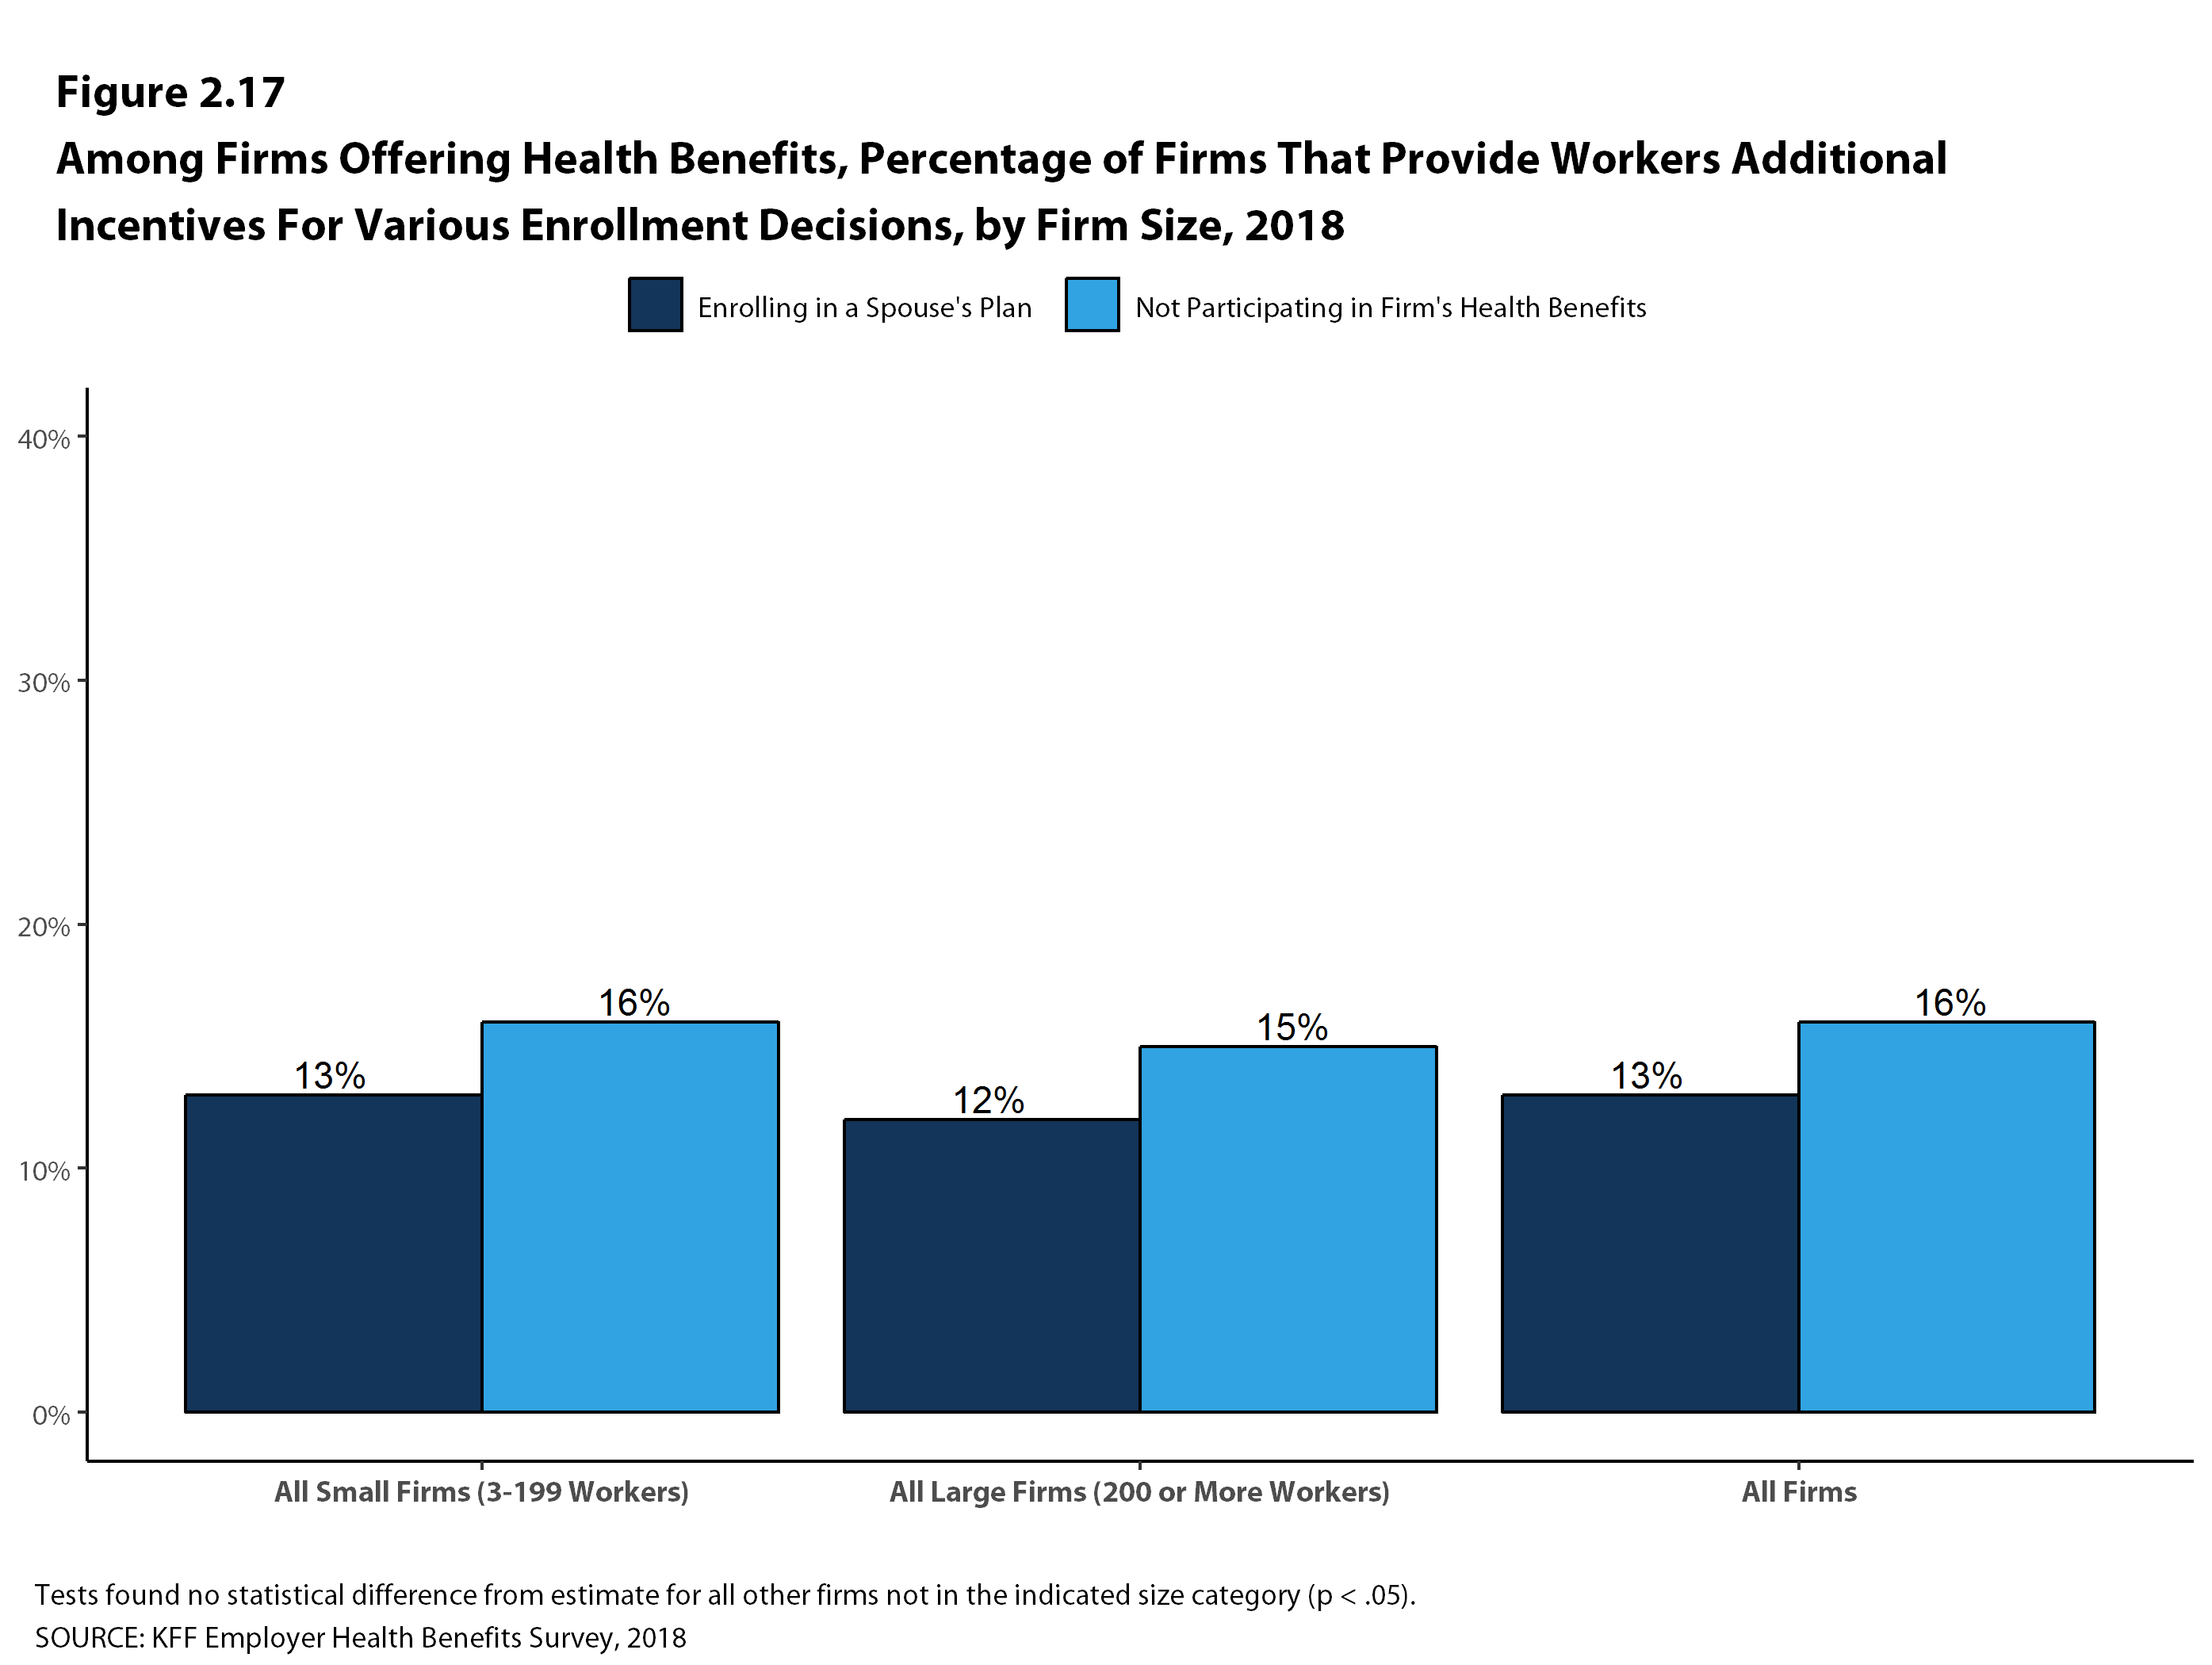 Figure 2.17
Among Firms Offering Health Benefits, Percentage of Firms That Provide Workers Additional
Incentives For Various Enrollment Decisions, by Firm Size, 2018
Enrolling in a Spouse's Plan
Not Participating in Firm's Health Benefits
40%
30%
20%
10%
0%
13%
16%
12%
15%
13%
16%
All Small Firms (3-199 Workers)
All Large Firms (200 or More Workers)
All Firms
Tests found no statistical difference from estimate for all other firms not in the indicated size category (p < .05).
SOURCE: KFF Employer Health Benefits Survey, 2018